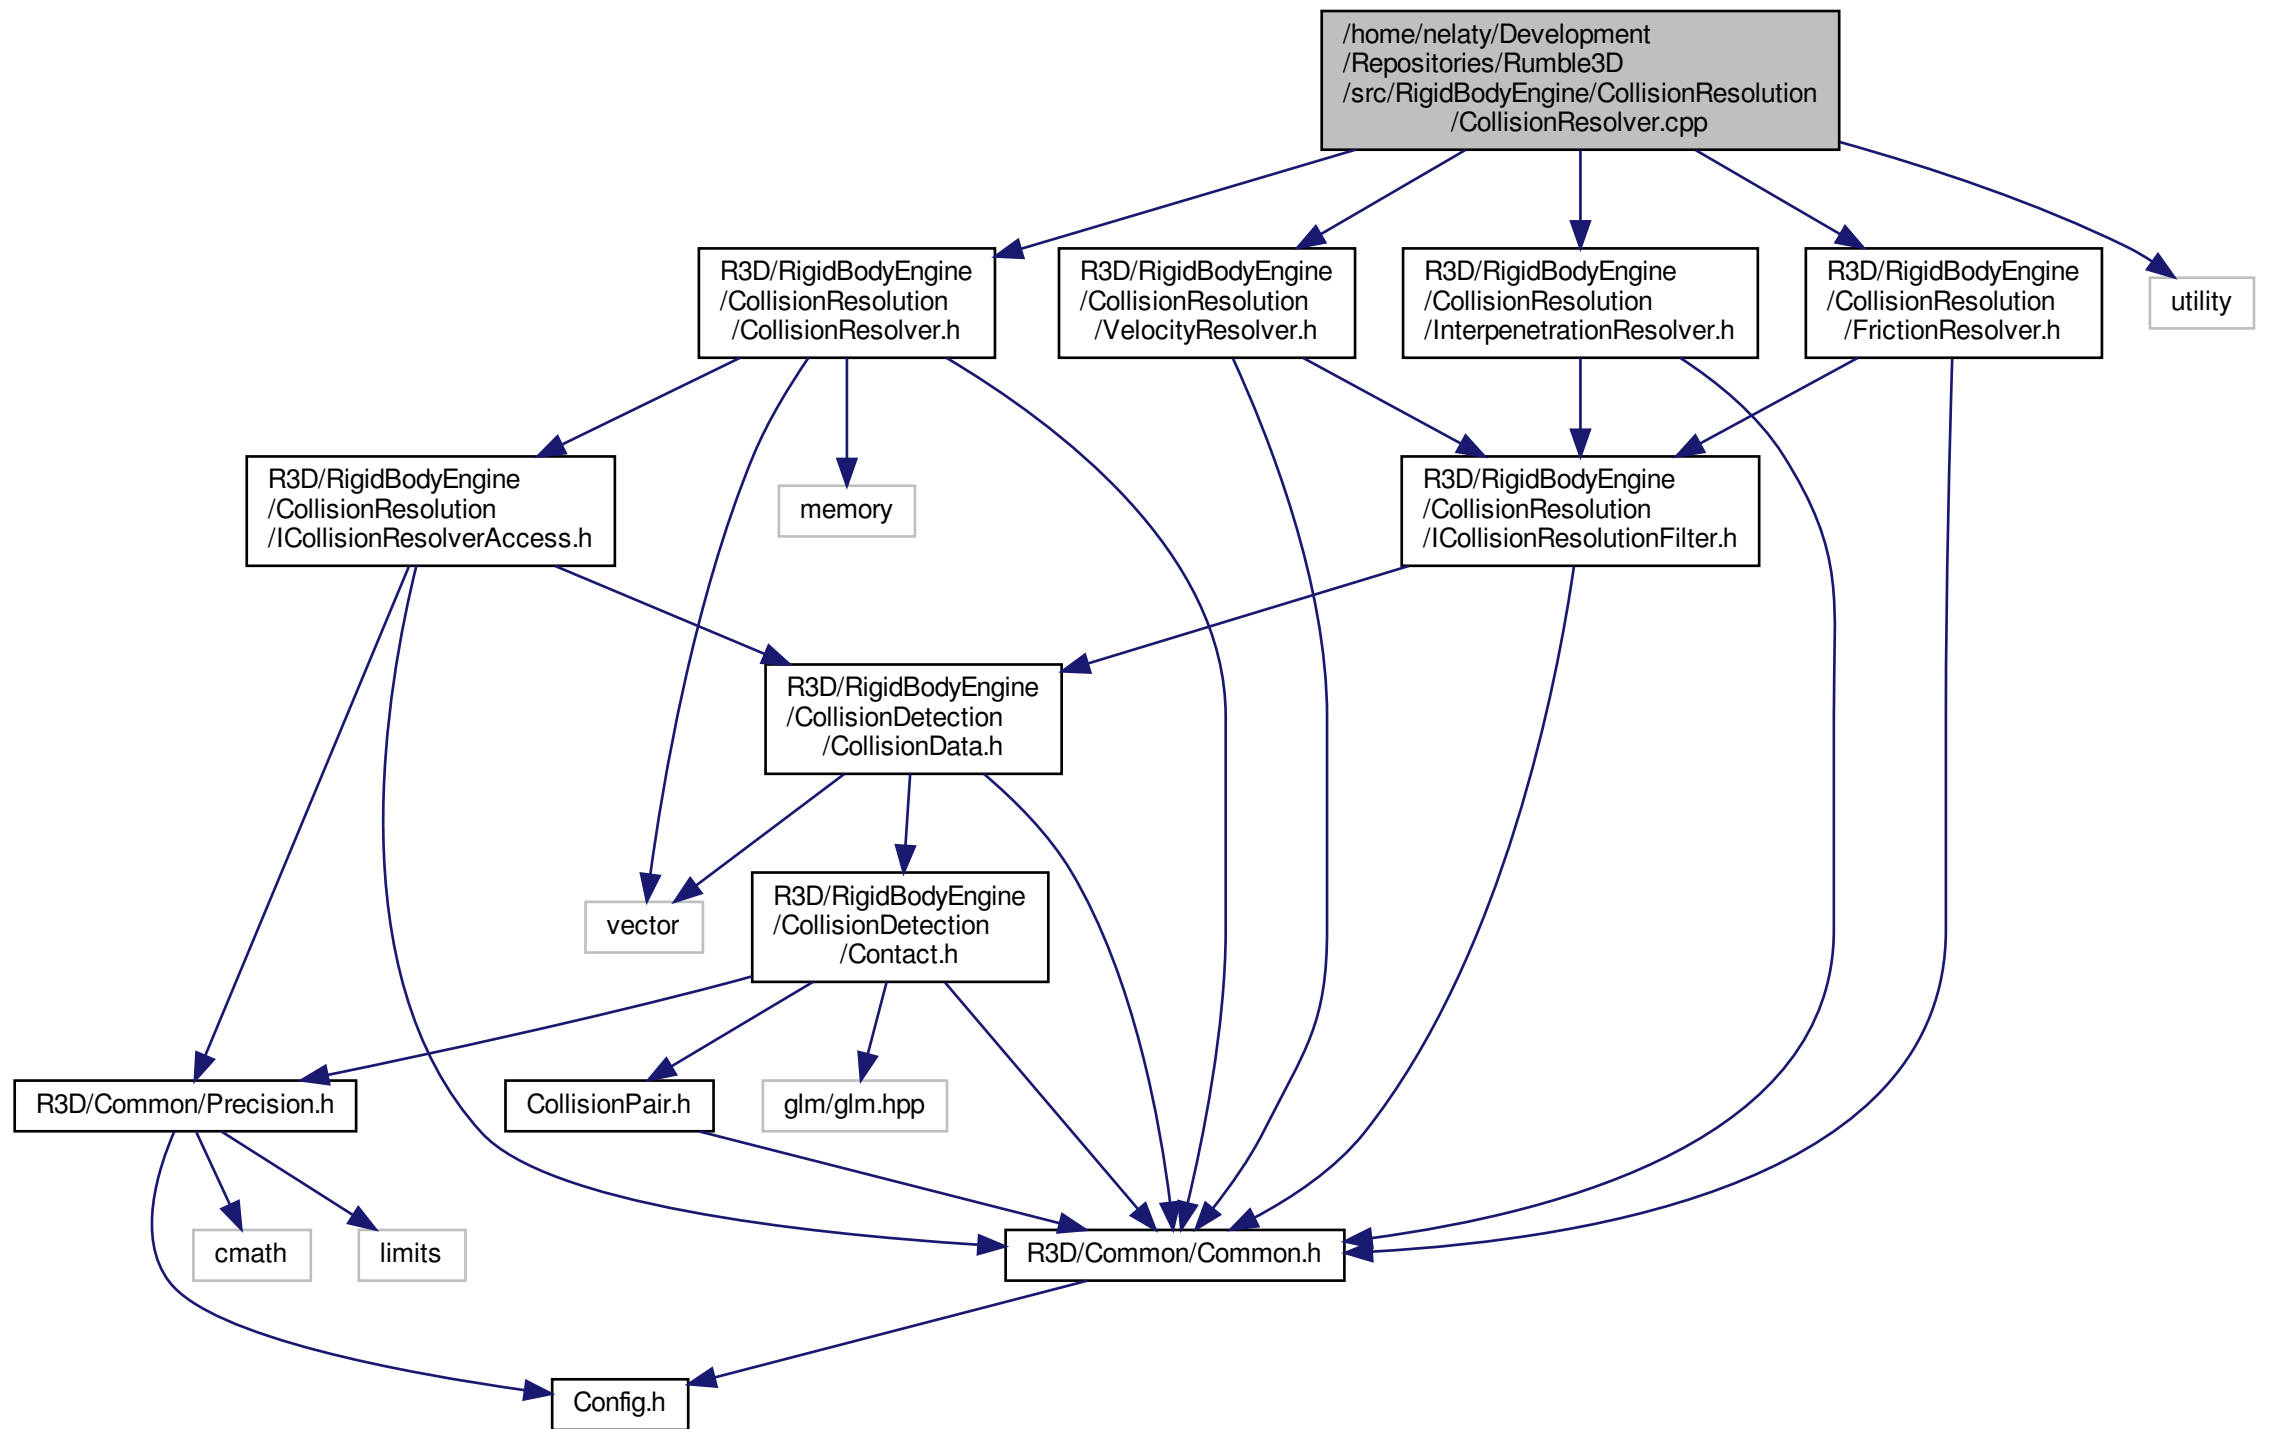 /home/nelaty/Development
/Repositories/Rumble3D
/src/RigidBodyEngine/CollisionResolution
/CollisionResolver.cpp
R3D/RigidBodyEngine
/CollisionResolution
/CollisionResolver.h
R3D/RigidBodyEngine
/CollisionResolution
/VelocityResolver.h
R3D/RigidBodyEngine
/CollisionResolution
/InterpenetrationResolver.h
R3D/RigidBodyEngine
/CollisionResolution
/FrictionResolver.h
utility
R3D/RigidBodyEngine
/CollisionResolution
/ICollisionResolverAccess.h
memory
R3D/RigidBodyEngine
/CollisionResolution
/ICollisionResolutionFilter.h
R3D/RigidBodyEngine
/CollisionDetection
/CollisionData.h
vector
R3D/RigidBodyEngine
/CollisionDetection
/Contact.h
R3D/Common/Precision.h
CollisionPair.h
glm/glm.hpp
cmath
limits
R3D/Common/Common.h
Config.h